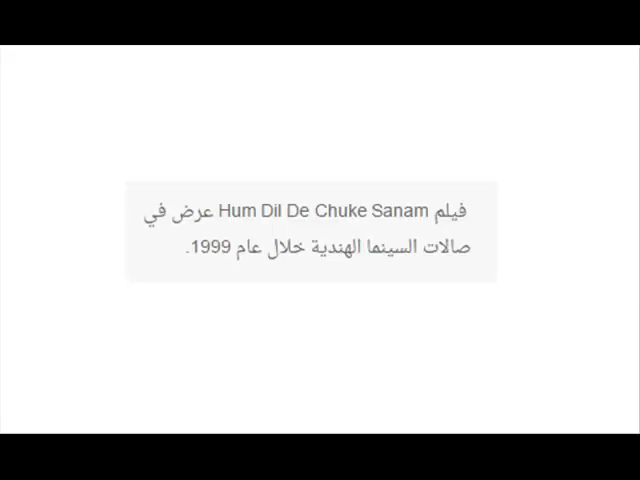 فيلم Hum Dil De Chuke Sanam عرض في
صالات السينما الهندية خلال عام 1999.